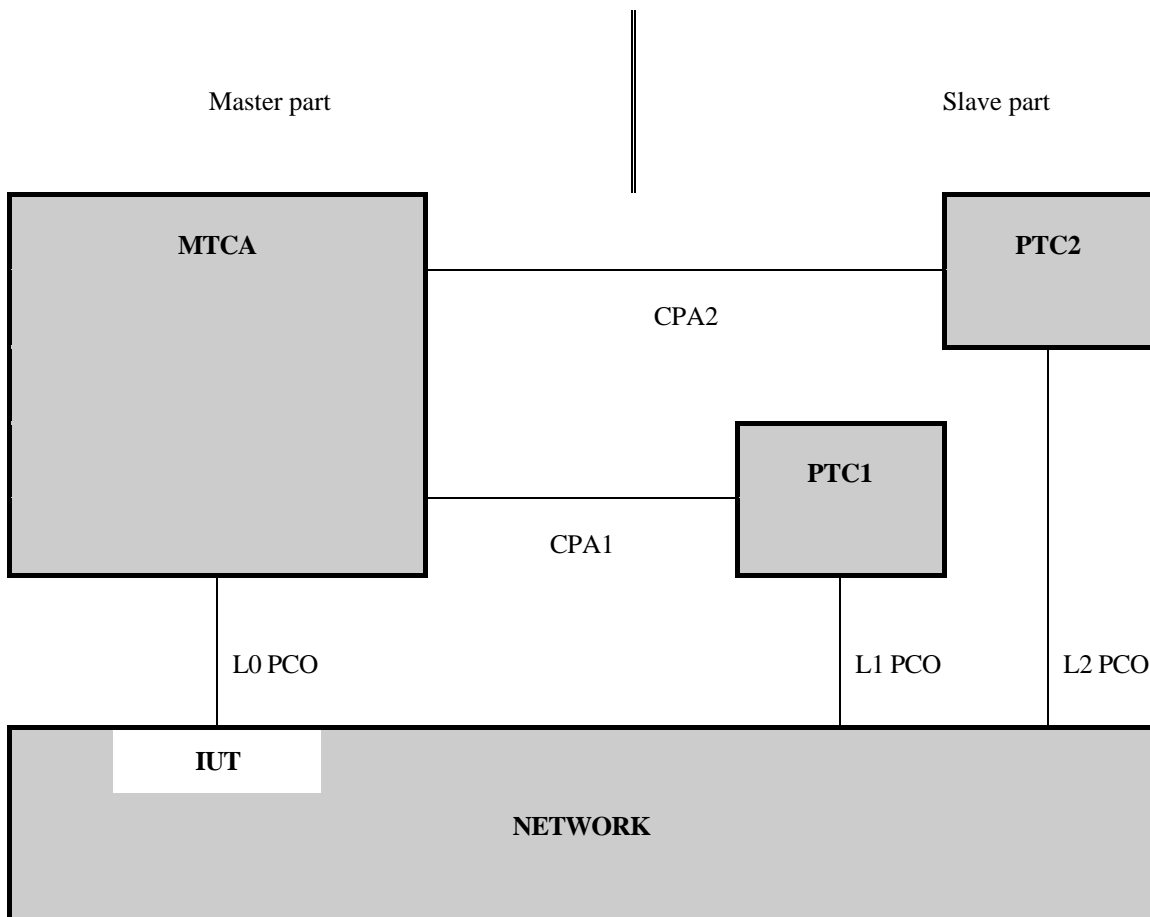 Master part
Slave part
MTCA
PTC2
CPA2
PTC1
CPA1
L0 PCO
L1 PCO
L2 PCO
IUT
NETWORK